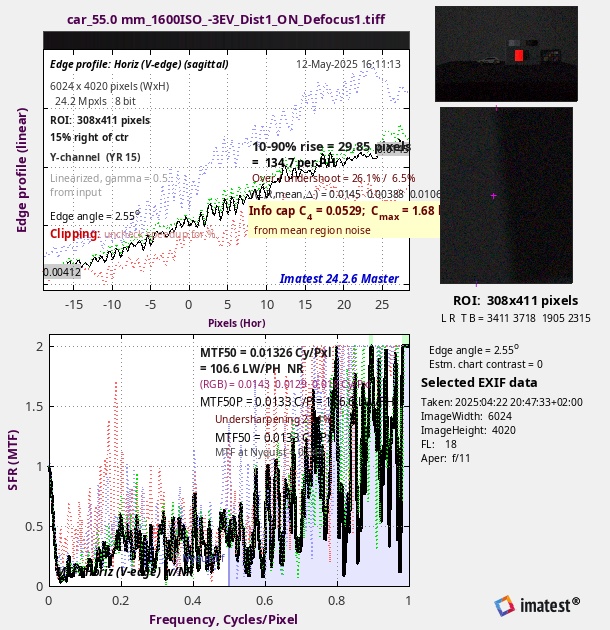 car_55.0 mm_1600ISO_-3EV_Dist1_ON_Defocus1.tiff
Edge profile: Horiz (V-edge) (sagittal)
12-May-2025 16:11:13
6024 x 4020 pixels (WxH)
24.2 Mpxls 8 bit
ROI: 308x411 pixels
15% right of ctr
10-90% rise = 29.85 pixels
= 134.7 per PH
Y-channel (YR 15)
Linearized, gamma = 0.5
from input
6.5%
= 0.0145 0.00388 0.0106
Edge angle = 2.55°
Info cap C4 = 0.0529; Cmax = 1.68
from mean region noise
Clipping:
0.00412
Imatest 24.2.6 Master
Edge profile (linear)
-15 -10 -5 0 5 10 15 20 25
Pixels (Hor)
ROI: 308x411 pixels
L R T B = 3411 3718 1905 2315
Edge angle = 2.55°
Estm. chart contrast = 0
Selected EXIF data
Taken: 2025:04:22 20:47:33+02:00
ImageWidth: 6024
ImageHeight: 4020
FL: 18
Aper: f/11
MTF50 = 0.01326 Cy/Pxl
= 106.6 LW/PH NR
(RGB) = 0.0143 0.0129
MTF50P = 0.0133
Undersharpening
MTF50 = 0.0133
MTF at Nyquist
(V-edge)
SFR (MTF)
2
1.5
1
0.5
0
0 0.2 0.4 0.6 0.8 1
Frequency, Cycles/Pixel
imatest®